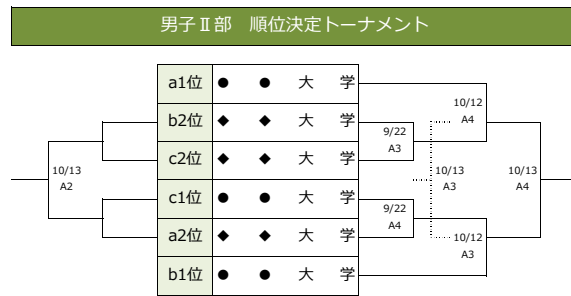 男子Ⅱ部 順位決定トーナメント
a1位 ● ● 大 学
b2位 ◆ ◆ 大 学
c2位 ◆ ◆ 大 学
c1位 ● ● 大 学
a2位 ◆ ◆ 大 学
b1位 ● ● 大 学
10/13
A2
9/22
A3
9/22
A4
10/12
A4
10/13
A3
10/12
A3
10/13
A4